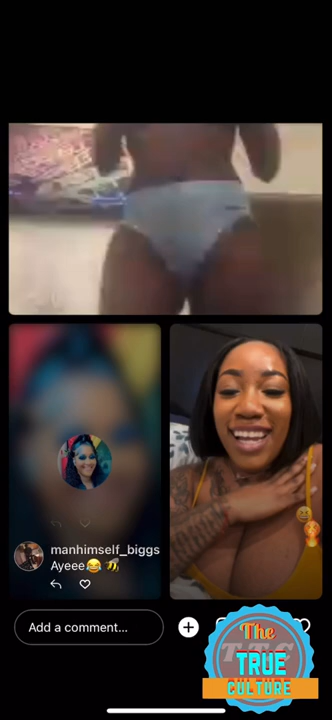 manhimself_biggs
Ayeee😂🐝
Add a comment...
The
TRUE
CULTURE